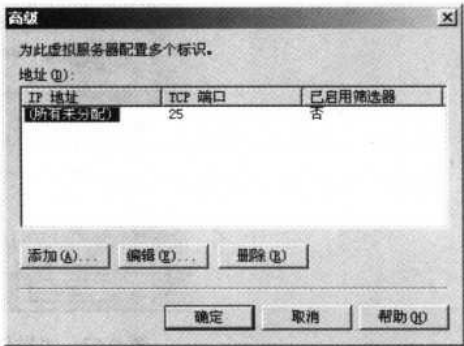 高级
为此虚拟服务器配置多个标识。
地址(D):
IP 地址 TCP 端口 已启用筛选器
(所有未分配) 25 否
添加(A)... 编辑(E)... 删除(R)
确定 取消 帮助(H)